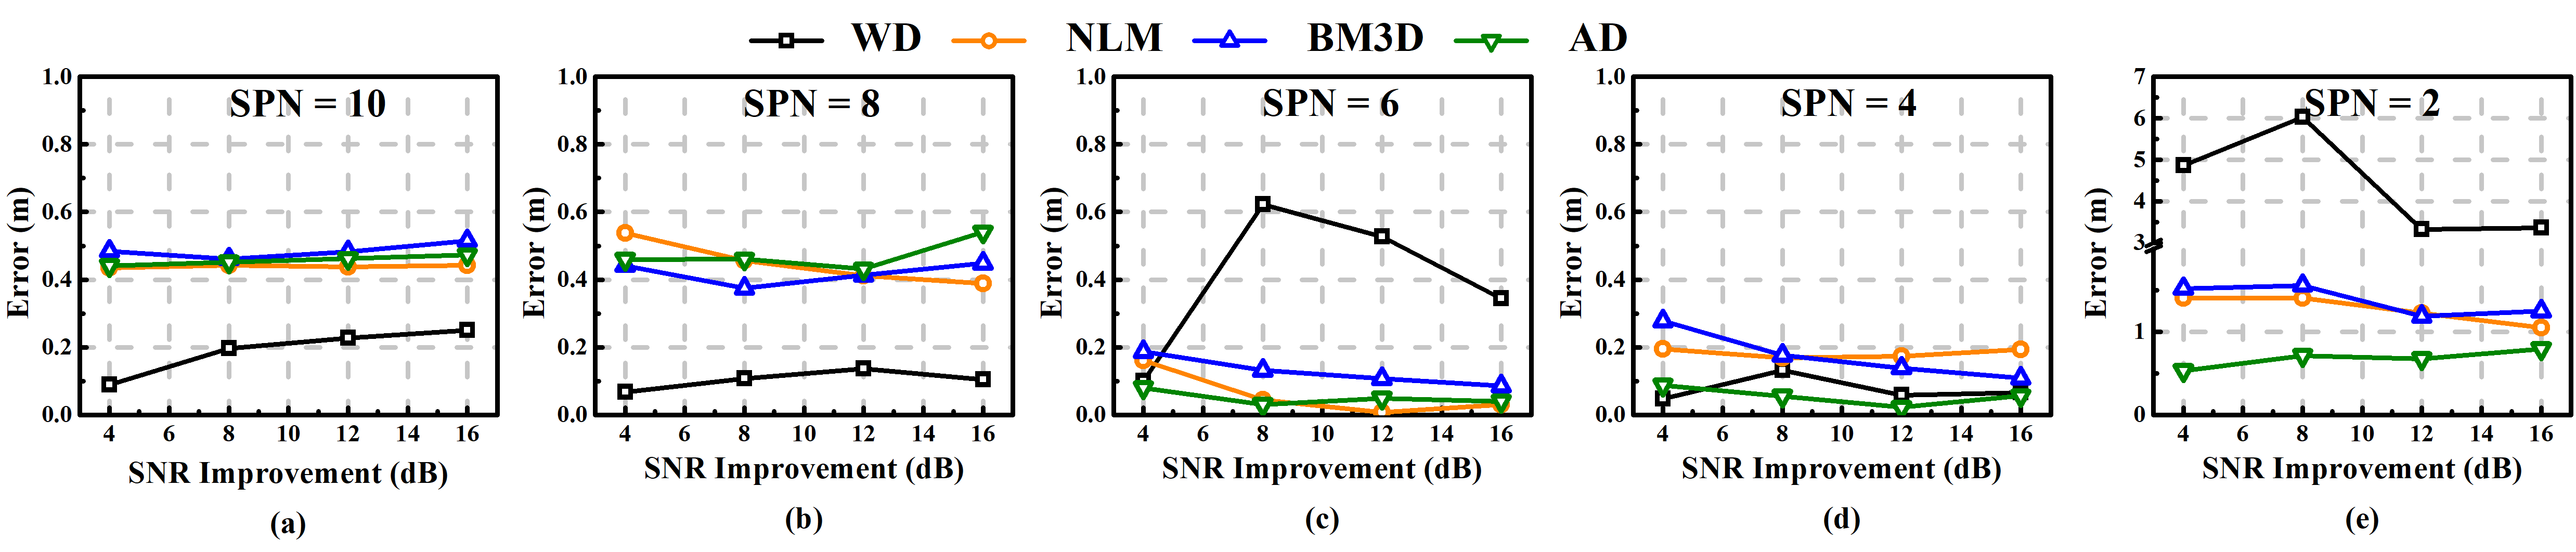 WD NLM BM3D AD
SPN = 10
1.0
0.8
0.6
0.4
0.2
0.0
Error (m)
4 6 8 10 12 14 16
SNR Improvement (dB)
(a)
SPN = 8
1.0
0.8
0.6
0.4
0.2
0.0
Error (m)
4 6 8 10 12 14 16
SNR Improvement (dB)
(b)
SPN = 6
1.0
0.8
0.6
0.4
0.2
0.0
Error (m)
4 6 8 10 12 14 16
SNR Improvement (dB)
(c)
SPN = 4
1.0
0.8
0.6
0.4
0.2
0.0
Error (m)
4 6 8 10 12 14 16
SNR Improvement (dB)
(d)
SPN = 2
7
6
5
4
3
1
0
Error (m)
4 6 8 10 12 14 16
SNR Improvement (dB)
(e)